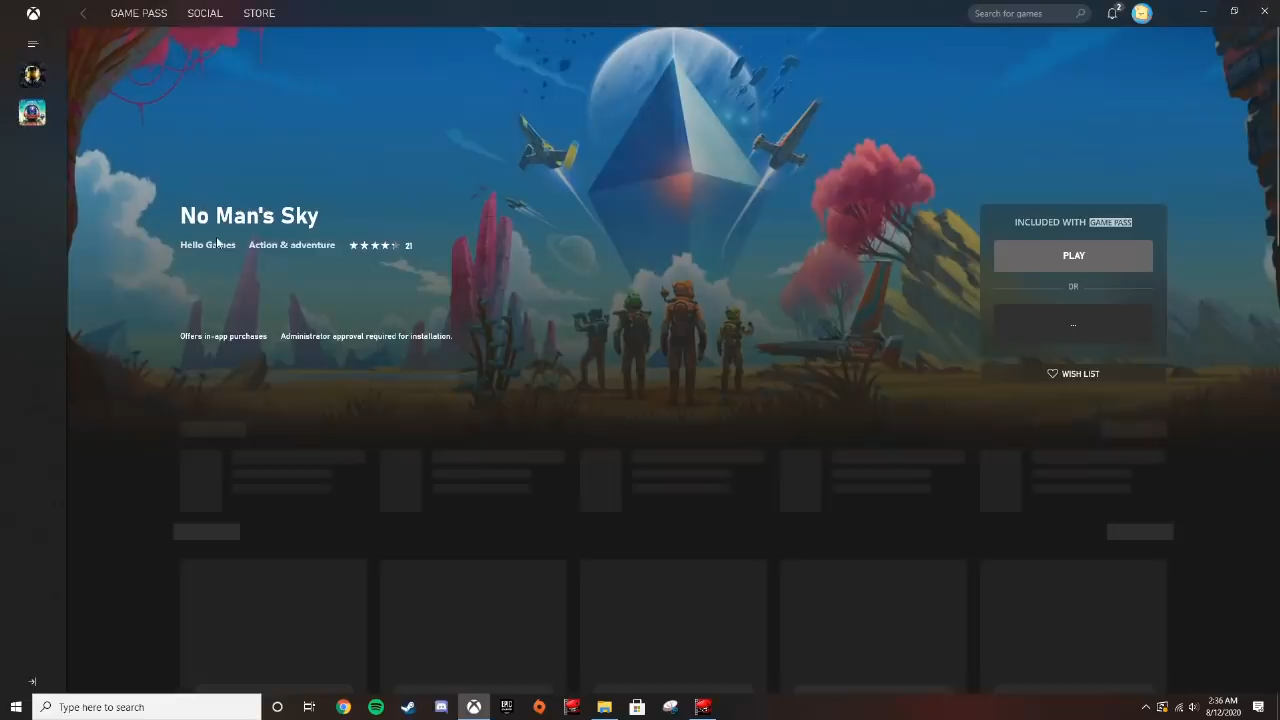 GAME PASS SOCIAL STORE
Search for games
2
No Man's Sky
Hello Games Action & adventure 21
Offers in-app purchases Administrator approval required for installation.
INCLUDED WITH GAME PASS
PLAY
OR
...
WISH LIST
Type here to search
EPIC
2:36 AM
8/12/2020